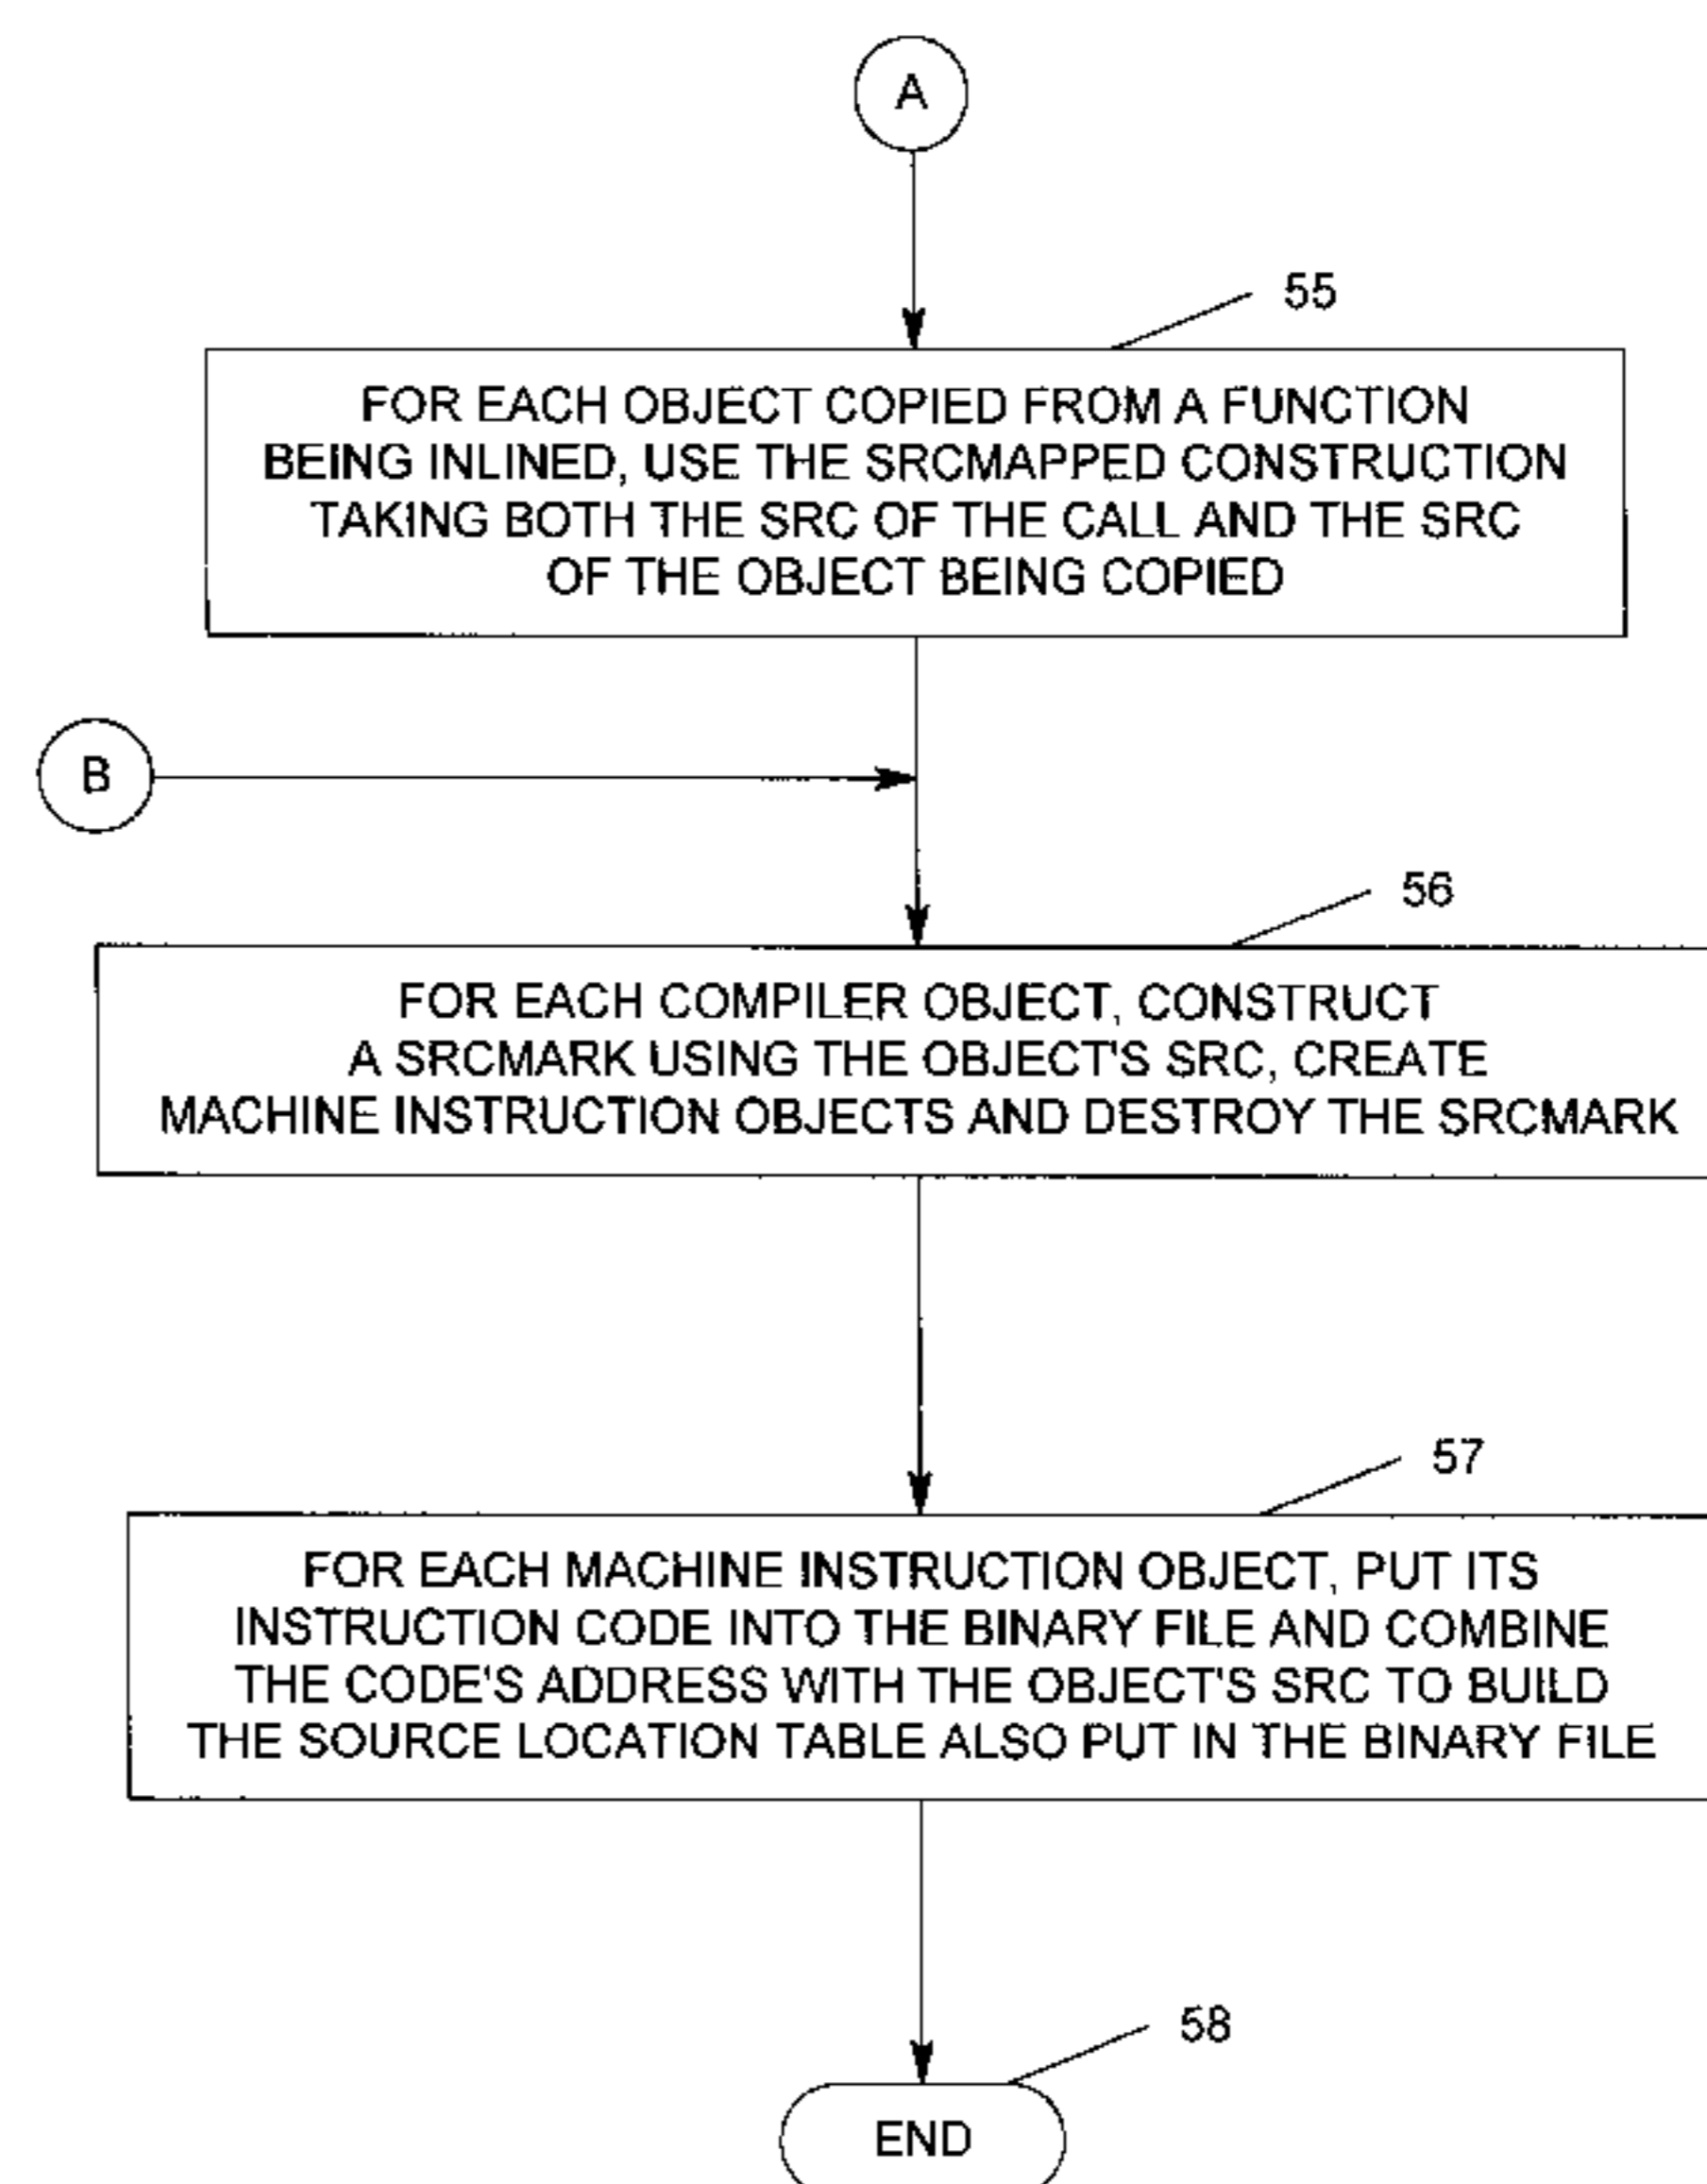 A
55
FOR EACH OBJECT COPIED FROM A FUNCTION
BEING INLINED, USE THE SRCMAPPED CONSTRUCTION
TAKING BOTH THE SRC OF THE CALL AND THE SRC
OF THE OBJECT BEING COPIED
B
56
FOR EACH COMPILER OBJECT, CONSTRUCT
A SRCMARK USING THE OBJECT'S SRC, CREATE
MACHINE INSTRUCTION OBJECTS AND DESTROY THE SRCMARK
57
FOR EACH MACHINE INSTRUCTION OBJECT, PUT ITS
INSTRUCTION CODE INTO THE BINARY FILE AND COMBINE
THE CODE'S ADDRESS WITH THE OBJECT'S SRC TO BUILD
THE SOURCE LOCATION TABLE ALSO PUT IN THE BINARY FILE
58
END